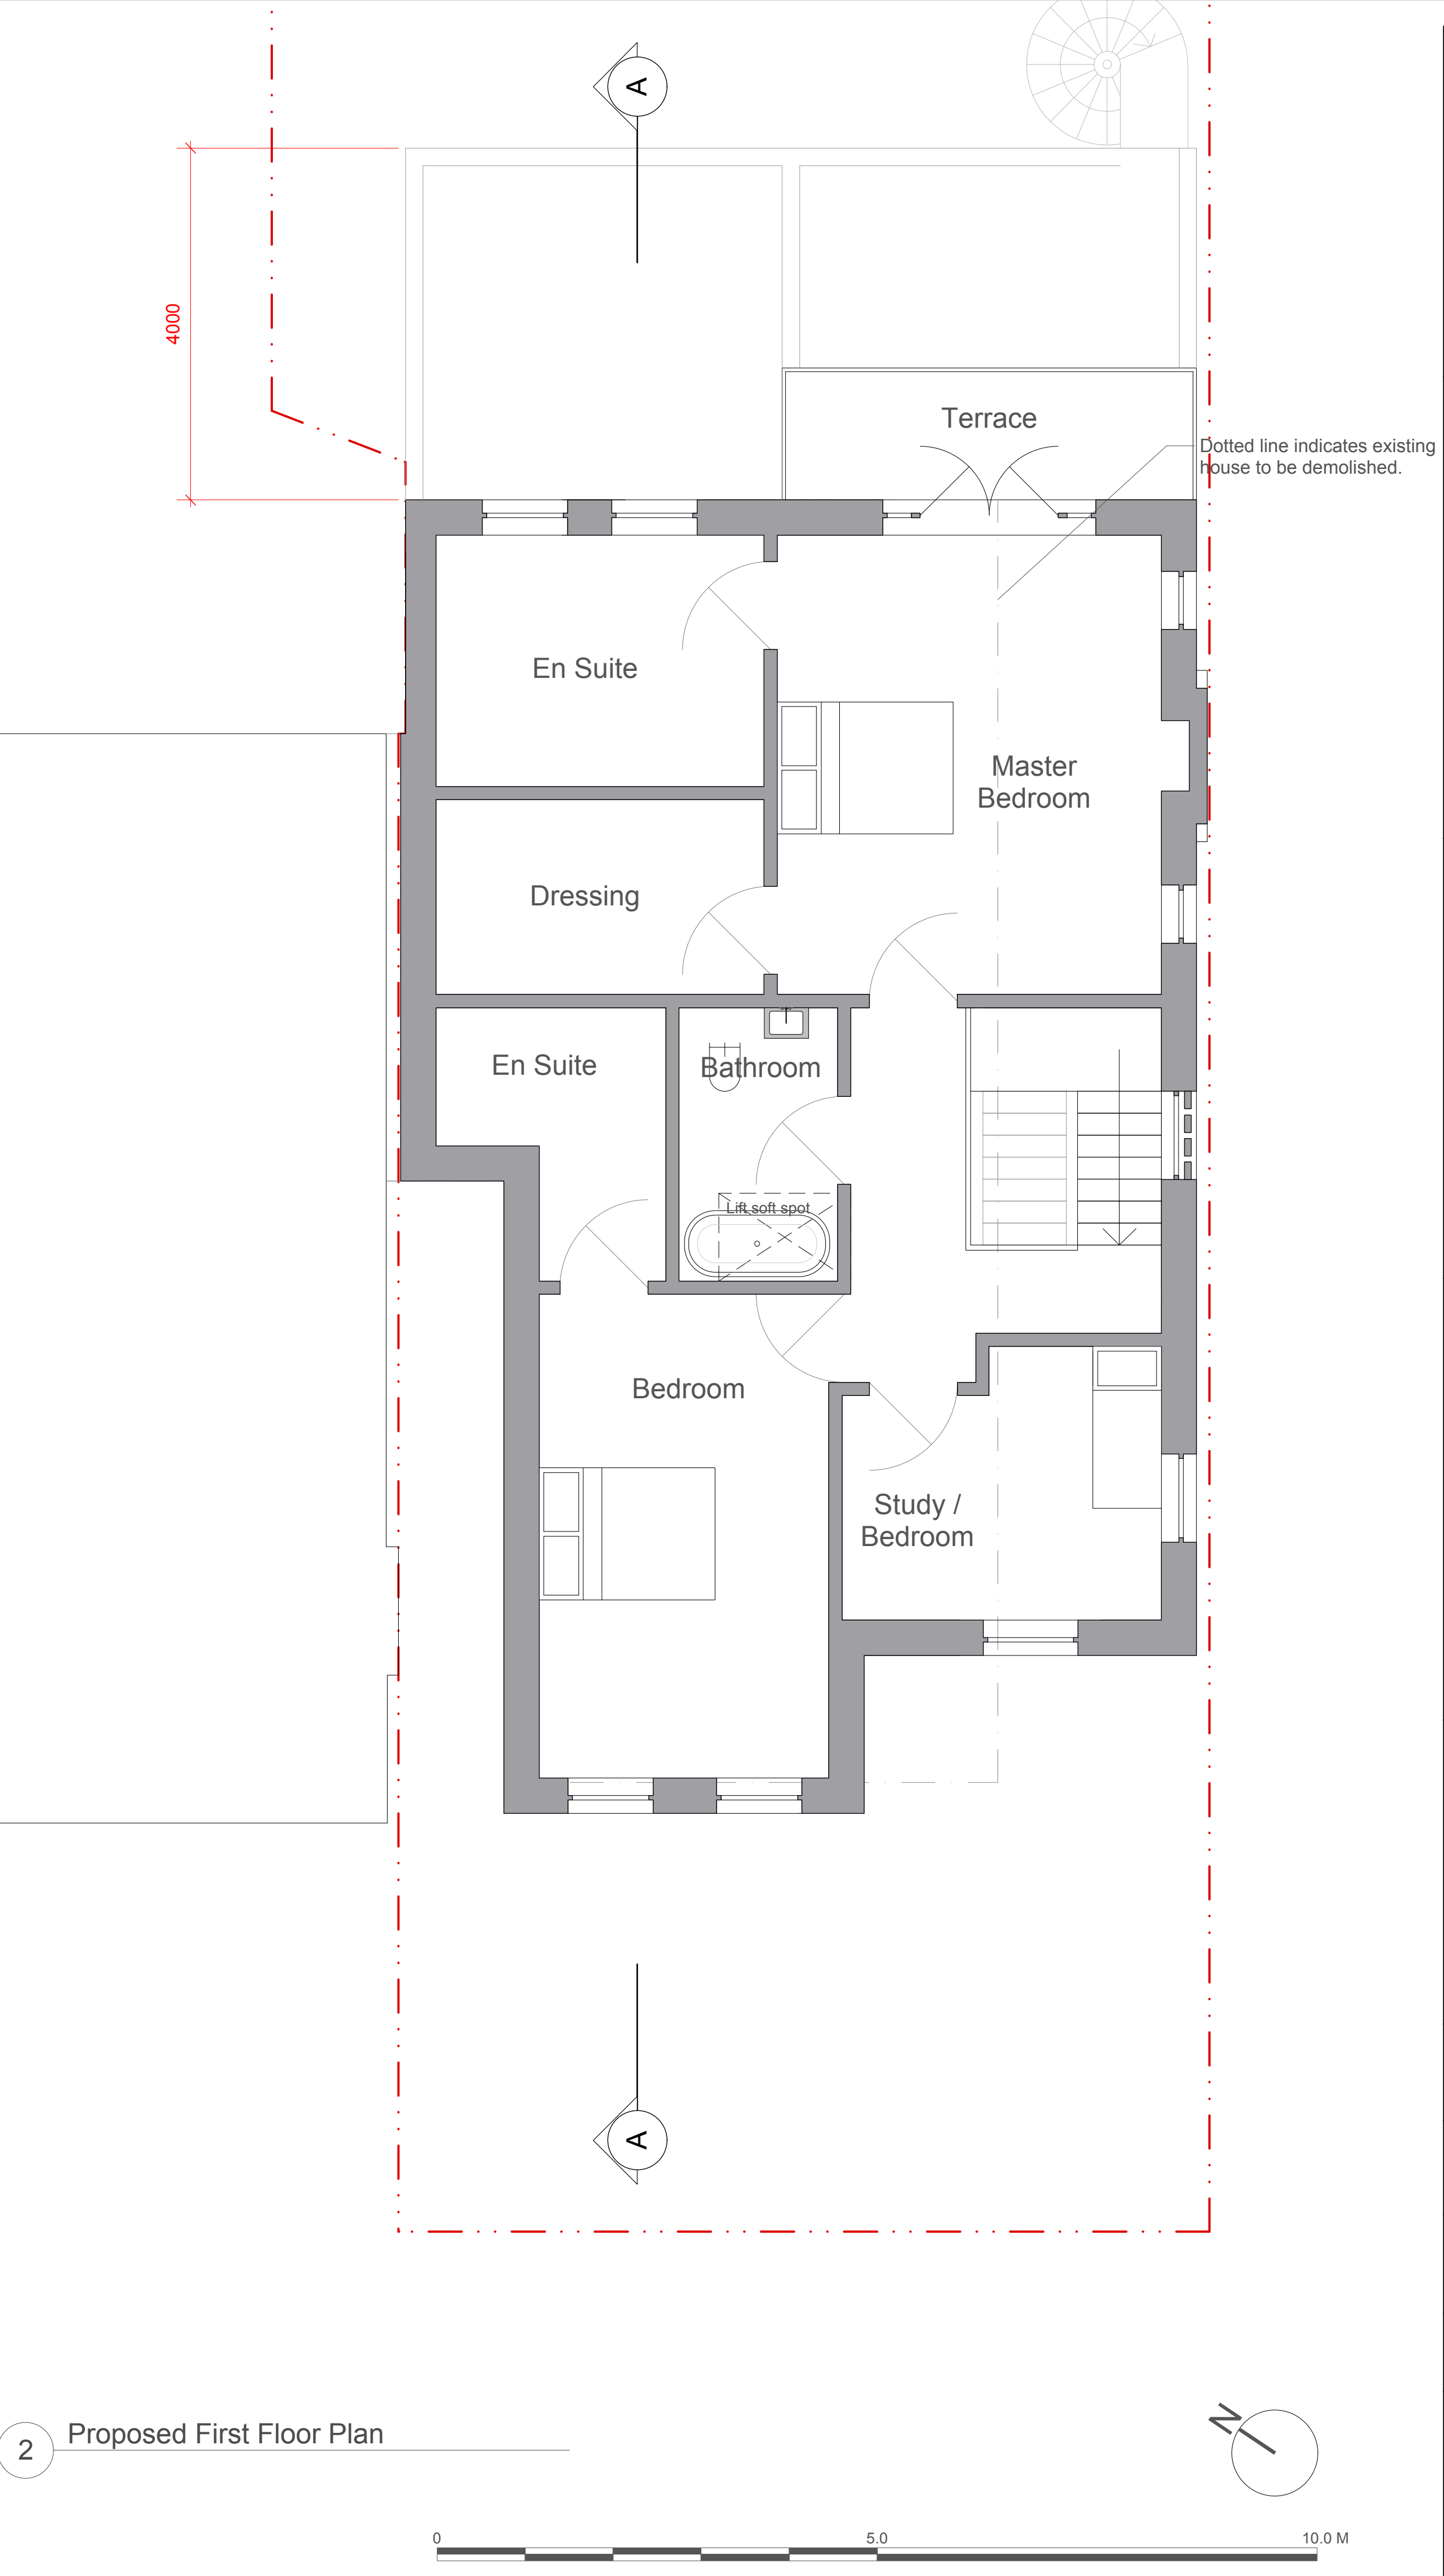 A
4000
Terrace
Dotted line indicates existing
house to be demolished.
En Suite
Master
Bedroom
Dressing
En Suite
Bathroom
Lift soft spot
Bedroom
Study /
Bedroom
A
2 Proposed First Floor Plan
N
0 5.0 10.0 M